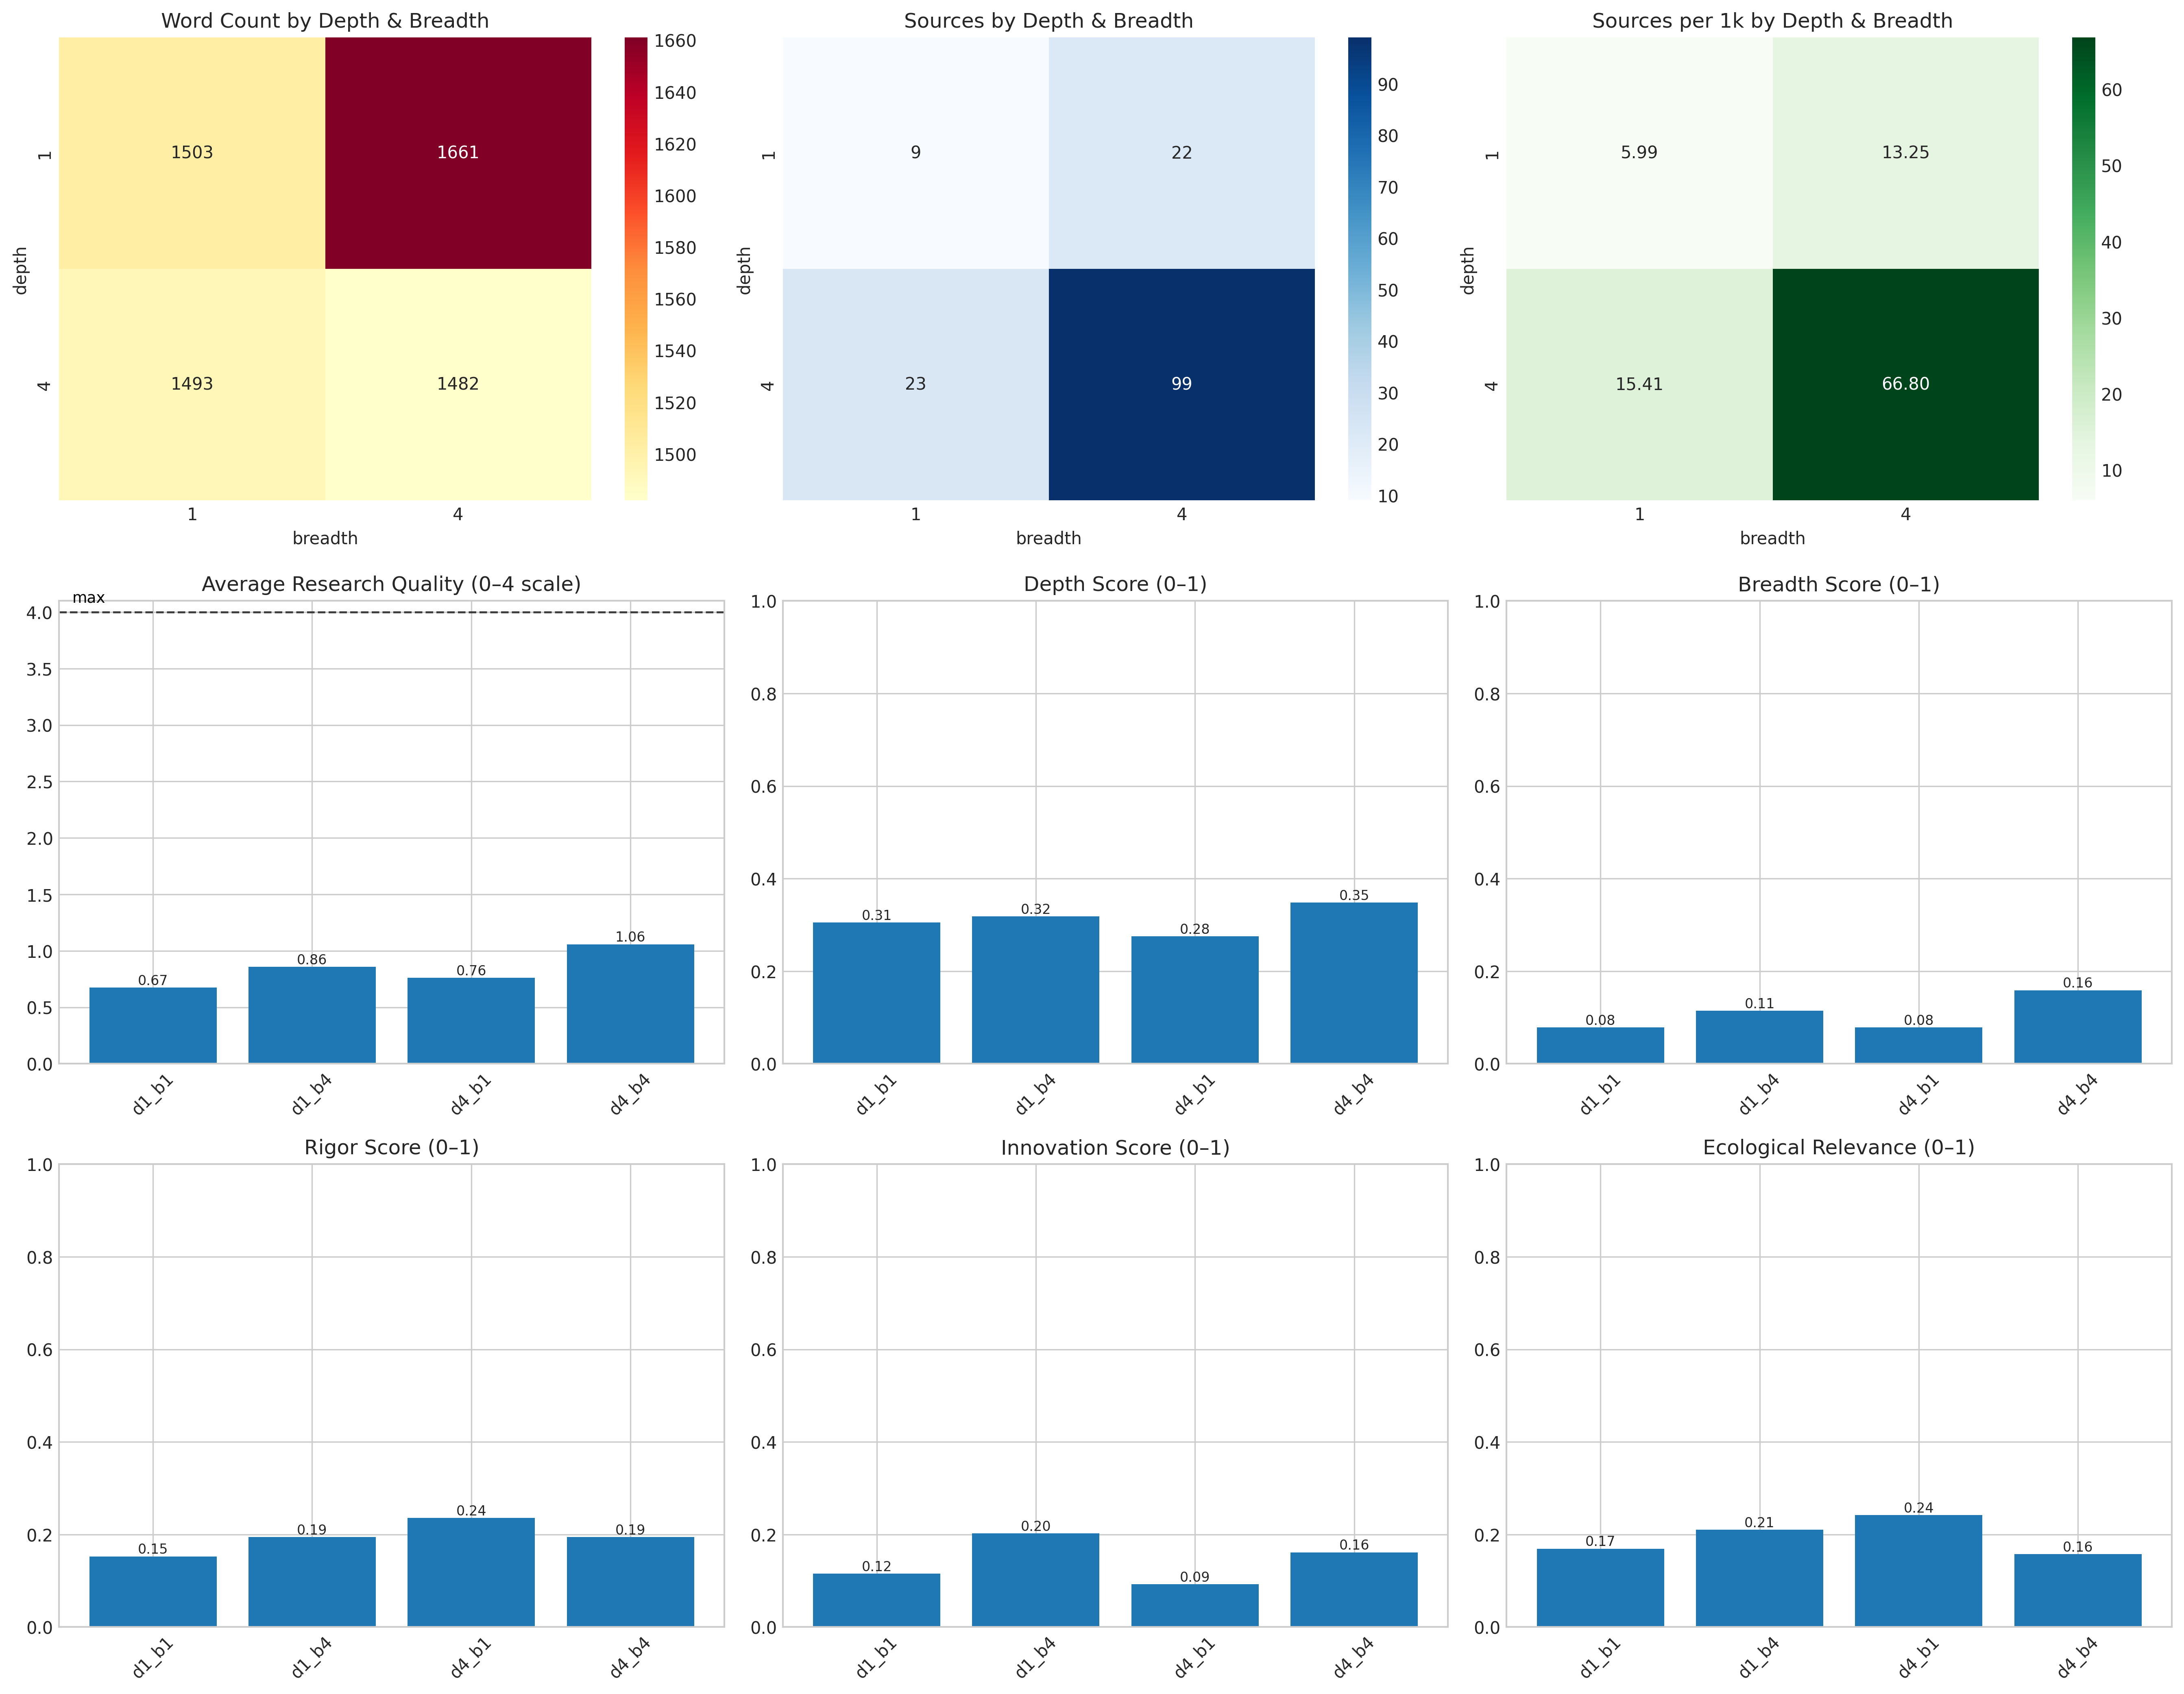 Word Count by Depth & Breadth
1503
1661
1493
1482
1
4
depth
1
4
breadth
1660
1640
1620
1600
1580
1560
1540
1520
1500
Sources by Depth & Breadth
9
22
23
99
1
4
depth
1
4
breadth
90
80
70
60
50
40
30
20
10
Sources per 1k by Depth & Breadth
5.99
13.25
15.41
66.80
1
4
depth
1
4
breadth
60
50
40
30
20
10
Average Research Quality (0–4 scale)
max
4.0
3.5
3.0
2.5
2.0
1.5
1.0
0.5
0.0
0.67
0.86
0.76
1.06
d1_b1
d1_b4
d4_b1
d4_b4
Depth Score (0–1)
1.0
0.8
0.6
0.4
0.2
0.0
0.31
0.32
0.28
0.35
d1_b1
d1_b4
d4_b1
d4_b4
Breadth Score (0–1)
1.0
0.8
0.6
0.4
0.2
0.0
0.08
0.11
0.08
0.16
d1_b1
d1_b4
d4_b1
d4_b4
Rigor Score (0–1)
1.0
0.8
0.6
0.4
0.2
0.0
0.15
0.19
0.24
0.19
d1_b1
d1_b4
d4_b1
d4_b4
Innovation Score (0–1)
1.0
0.8
0.6
0.4
0.2
0.0
0.12
0.20
0.09
0.16
d1_b1
d1_b4
d4_b1
d4_b4
Ecological Relevance (0–1)
1.0
0.8
0.6
0.4
0.2
0.0
0.17
0.21
0.24
0.16
d1_b1
d1_b4
d4_b1
d4_b4